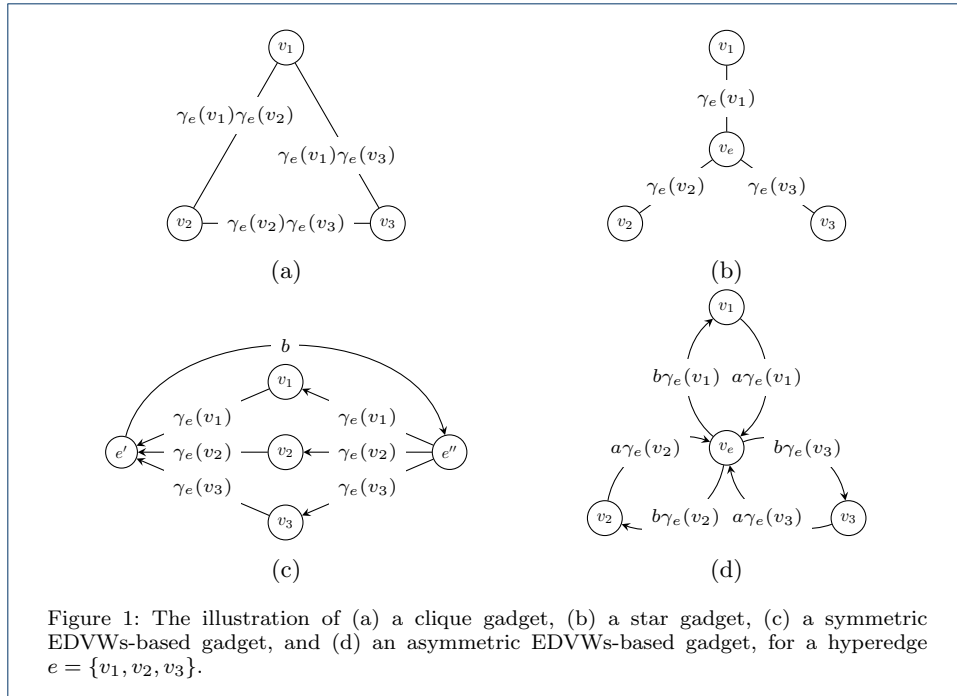 v₁
γₑ(v₁)γₑ(v₂)
γₑ(v₁)γₑ(v₃)
v₂
γₑ(v₂)γₑ(v₃)
v₃
(a)
v₁
γₑ(v₁)
vₑ
γₑ(v₂)
γₑ(v₃)
v₂
v₃
(b)
b
v₁
γₑ(v₁)
γₑ(v₁)
e′
γₑ(v₂)
v₂
γₑ(v₂)
e″
γₑ(v₃)
γₑ(v₃)
v₃
(c)
v₁
bγₑ(v₁)
aγₑ(v₁)
aγₑ(v₂)
vₑ
bγₑ(v₃)
v₂
bγₑ(v₂)
aγₑ(v₃)
v₃
(d)
Figure 1: The illustration of (a) a clique gadget, (b) a star gadget, (c) a symmetric
EDVWs-based gadget, and (d) an asymmetric EDVWs-based gadget, for a hyperedge
e = {v₁, v₂, v₃}.